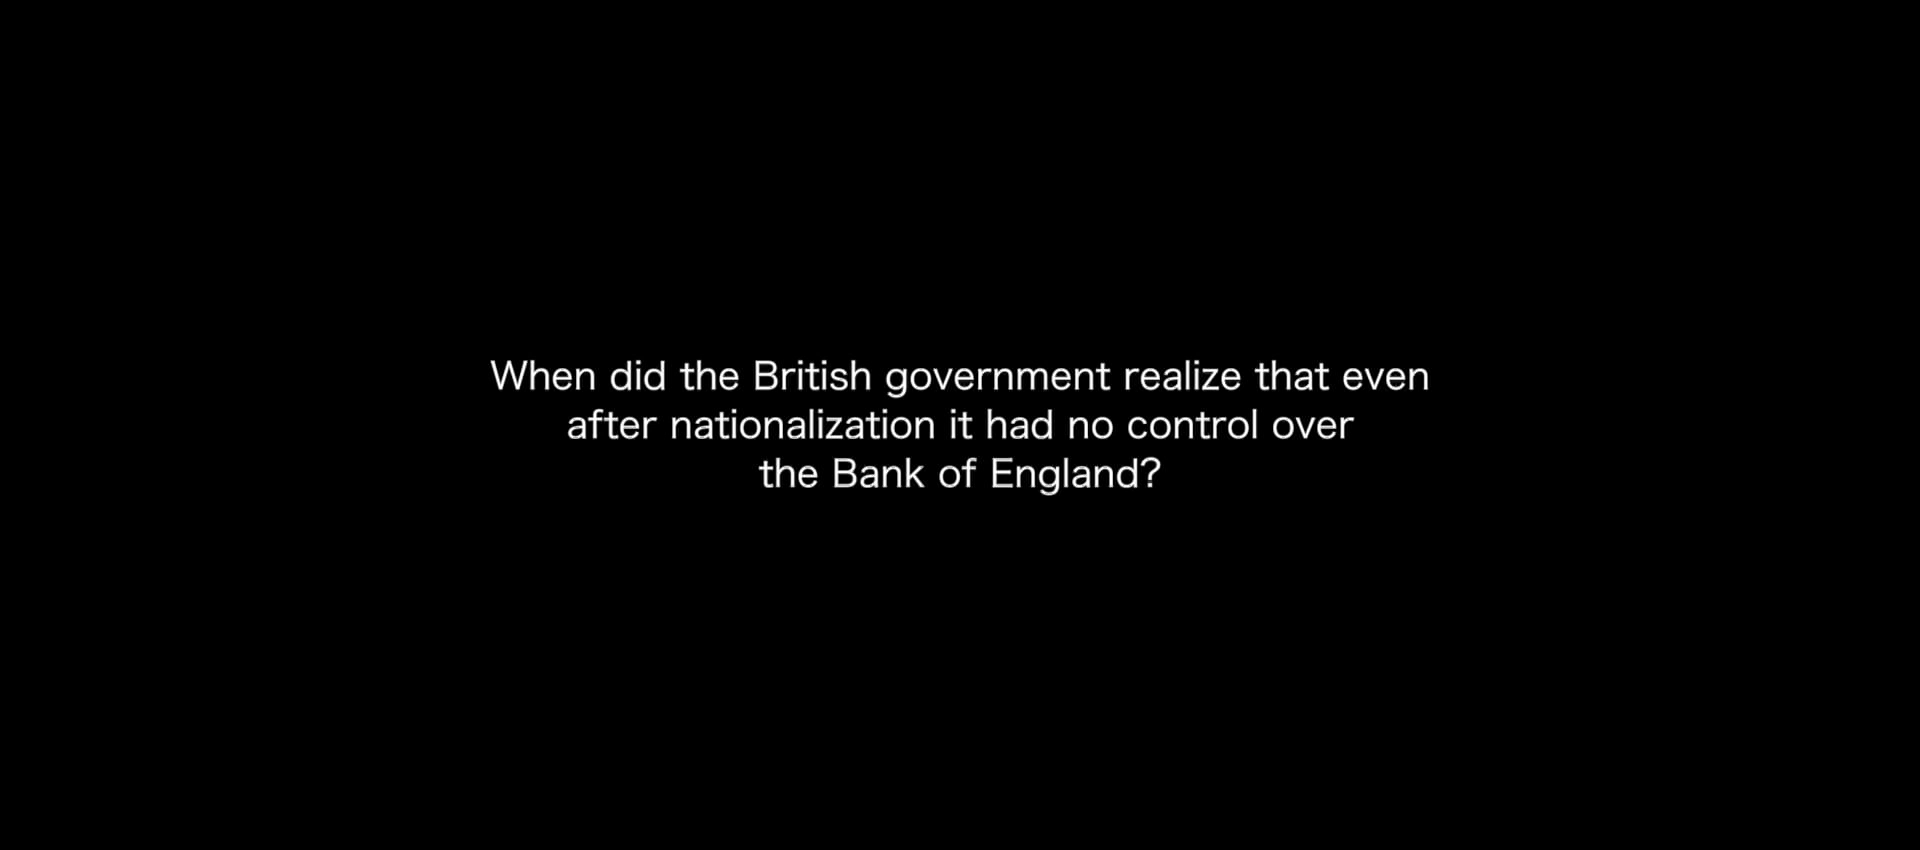 When did the British government realize that even
after nationalization it had no control over
the Bank of England?